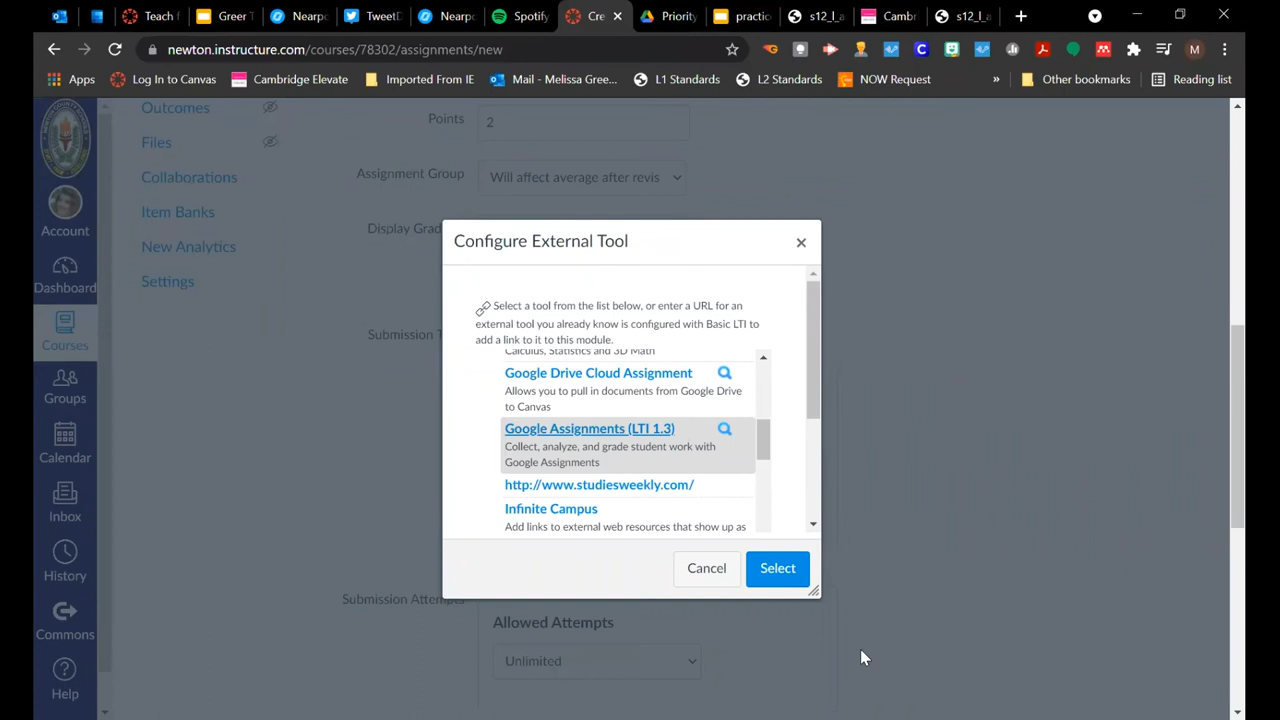 Teach f
Greer T
Nearpo
TweetD
Nearpo
Spotify
Cre
Priority
practic
s12_l_a
Camb
s12_l_a
newton.instructure.com/courses/78302/assignments/new
M
Apps
Log In to Canvas
Cambridge Elevate
Imported From IE
Mail - Melissa Gree...
L1 Standards
L2 Standards
NOW Request
»
Other bookmarks
Reading list
Account
Dashboard
Courses
Groups
Calendar
Inbox
History
Commons
Help
Outcomes
Files
Collaborations
Item Banks
New Analytics
Settings
Points
2
Assignment Group
Will affect average after revis
Display Grad
Submission T
Configure External Tool
Select a tool from the list below, or enter a URL for an
external tool you already know is configured with Basic LTI to
add a link to it to this module.
Calculus, Statistics and 3D Math
Google Drive Cloud Assignment
Allows you to pull in documents from Google Drive
to Canvas
Google Assignments (LTI 1.3)
Collect, analyze, and grade student work with
Google Assignments
http://www.studiesweekly.com/
Infinite Campus
Add links to external web resources that show up as
Cancel
Select
Submission Attempts
Allowed Attempts
Unlimited